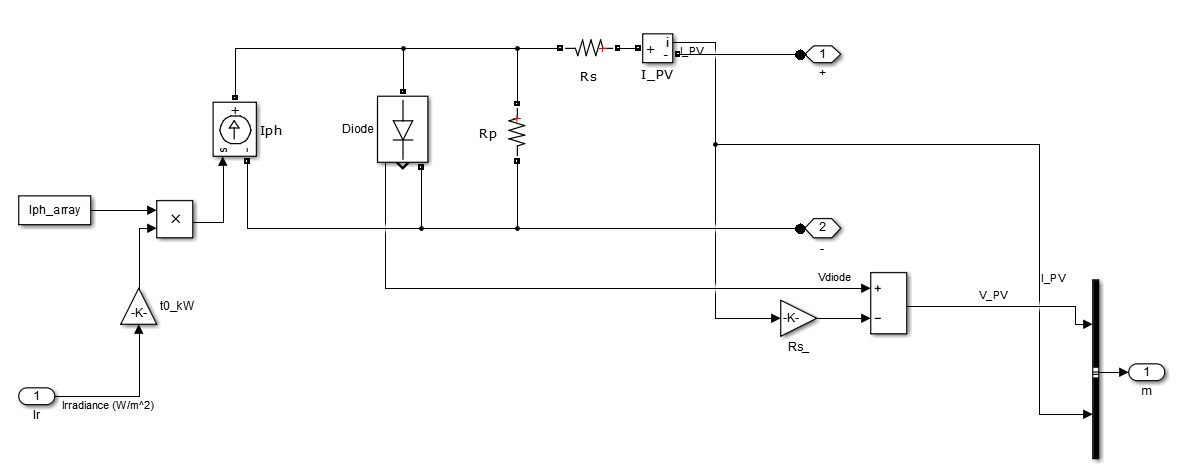 Rs
i
+
-
I_PV
I_PV
1
+
+
s
-
Iph
Diode
Rp
Iph_array
×
2
-
-K-
t0_kW
Vdiode
+
-
-K-
Rs_
V_PV
I_PV
1
m
1
Ir
Irradiance (W/m^2)